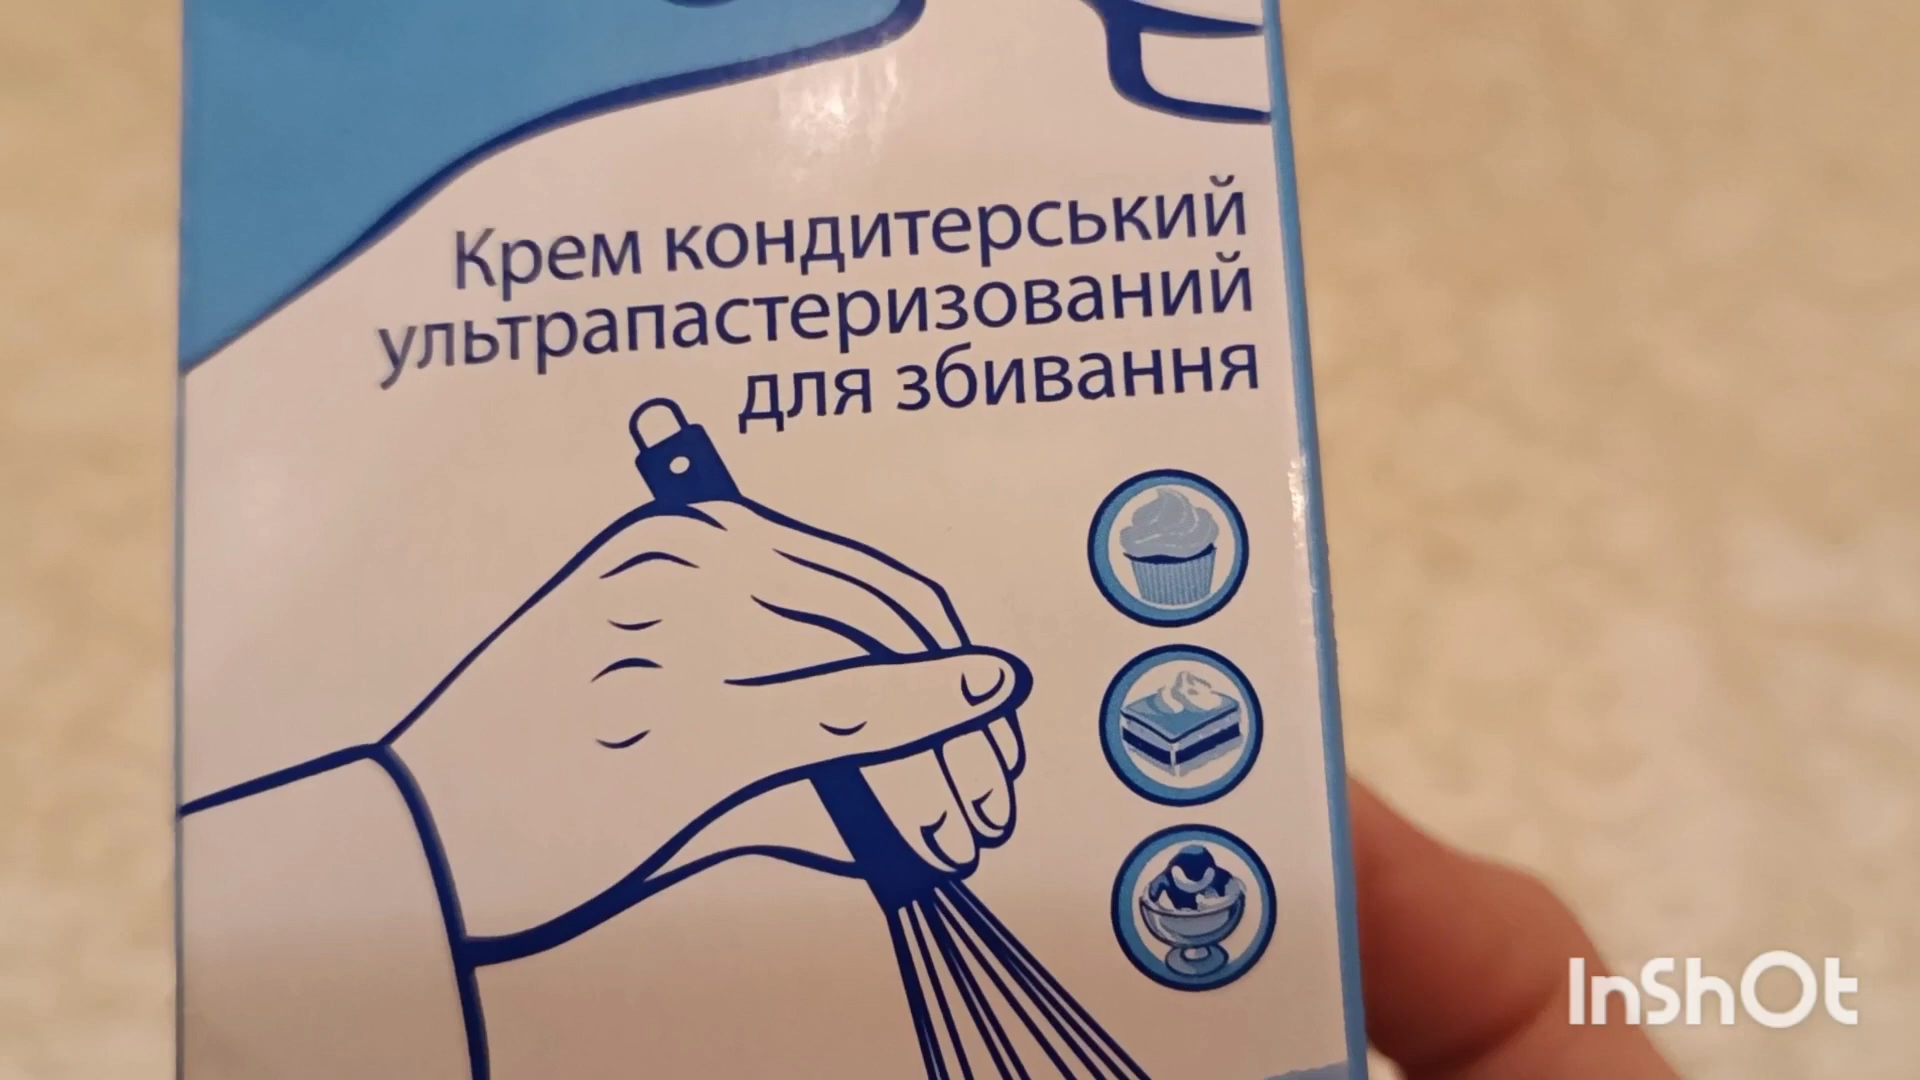 Крем кондитерський
ультрапастеризований
для збивання
InShOt